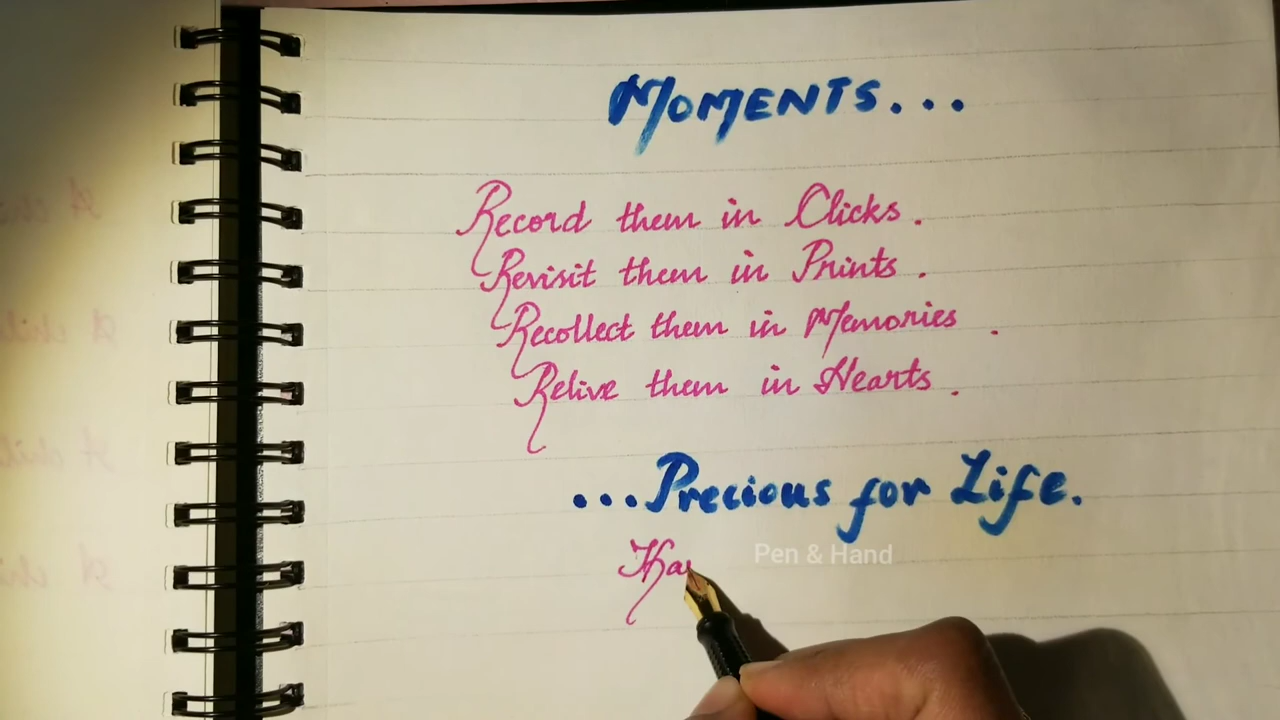 MOMENTS...
Record them in Clicks.
Revisit them in Prints.
Recollect them in Memories.
Relive them in Hearts.
...Precious for Life.
Pen & Hand